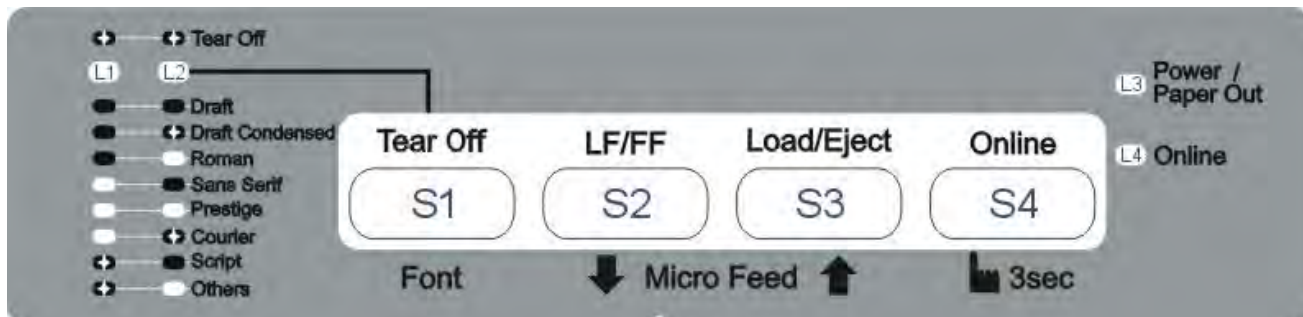 Tear Off
L1 L2
Draft
Draft Condensed
Roman
Sans Serif
Prestige
Courier
Script
Others
Tear Off LF/FF Load/Eject Online
S1 S2 S3 S4
Font Micro Feed 3sec
L3 Power /
Paper Out
L4 Online